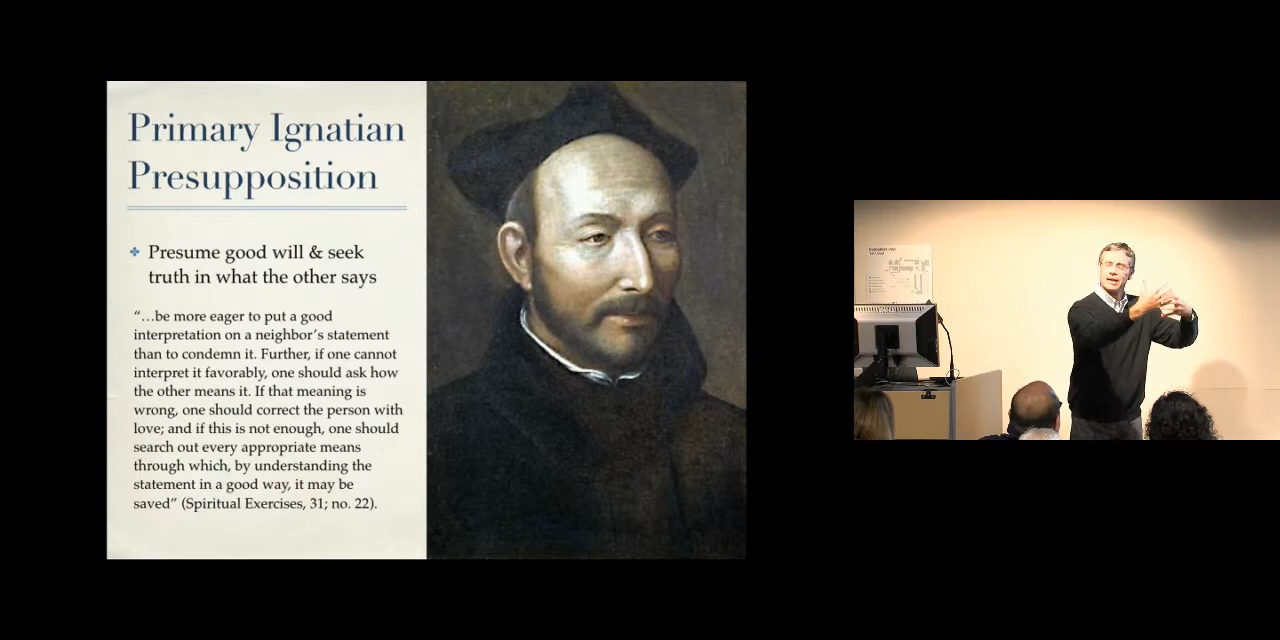 Primary Ignatian
Presupposition
Presume good will & seek
truth in what the other says
“…be more eager to put a good
interpretation on a neighbor’s statement
than to condemn it. Further, if one cannot
interpret it favorably, one should ask how
the other means it. If that meaning is
wrong, one should correct the person with
love; and if this is not enough, one should
search out every appropriate means
through which, by understanding the
statement in a good way, it may be
saved” (Spiritual Exercises, 31; no. 22).